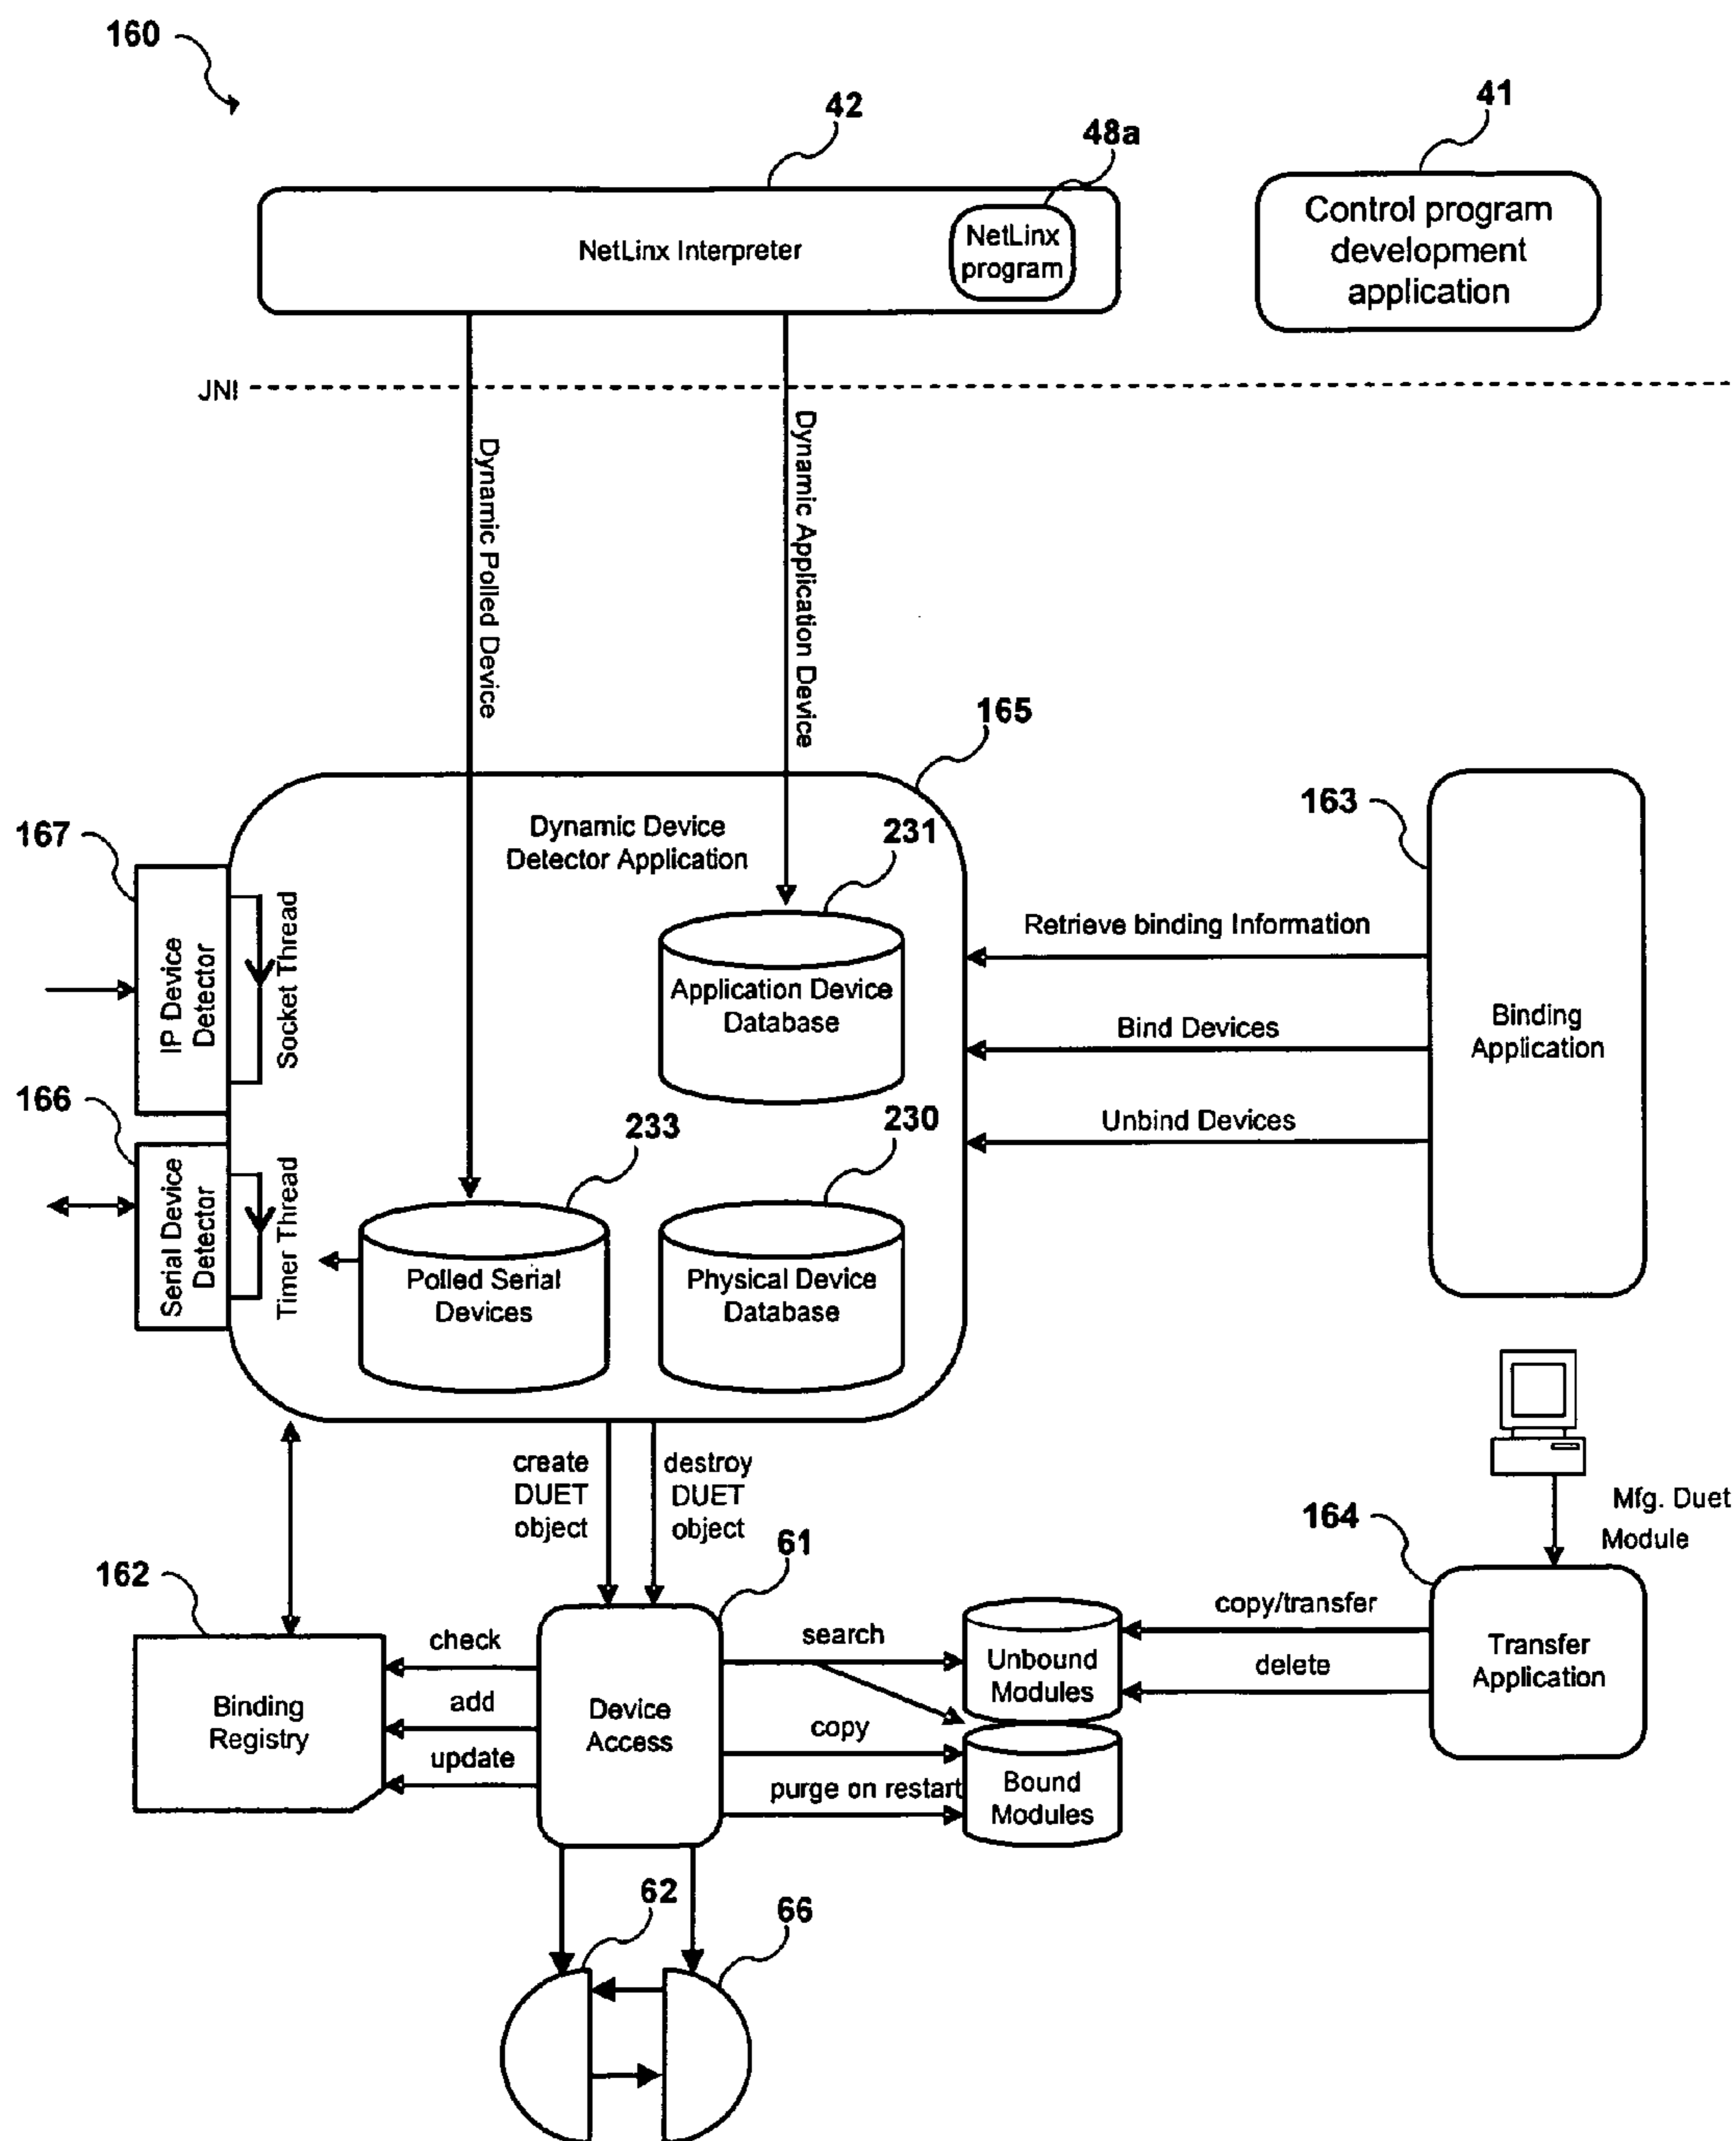 160
42
48a
41
NetLinx Interpreter
NetLinx
program
Control program
development
application
JNI
Dynamic Polled Device
Dynamic Application Device
165
167
Dynamic Device
Detector Application
231
163
IP Device
Detector
Socket Thread
Application Device
Database
Retrieve binding Information
Bind Devices
Unbind Devices
Binding
Application
166
233
230
Serial Device
Detector
Timer Thread
Polled Serial
Devices
Physical Device
Database
create
DUET
object
destroy
DUET
object
Mfg. Duet
Module
162
61
164
Binding
Registry
check
add
update
Device
Access
search
copy
purge on restart
Unbound
Modules
Bound
Modules
copy/transfer
delete
Transfer
Application
62
66